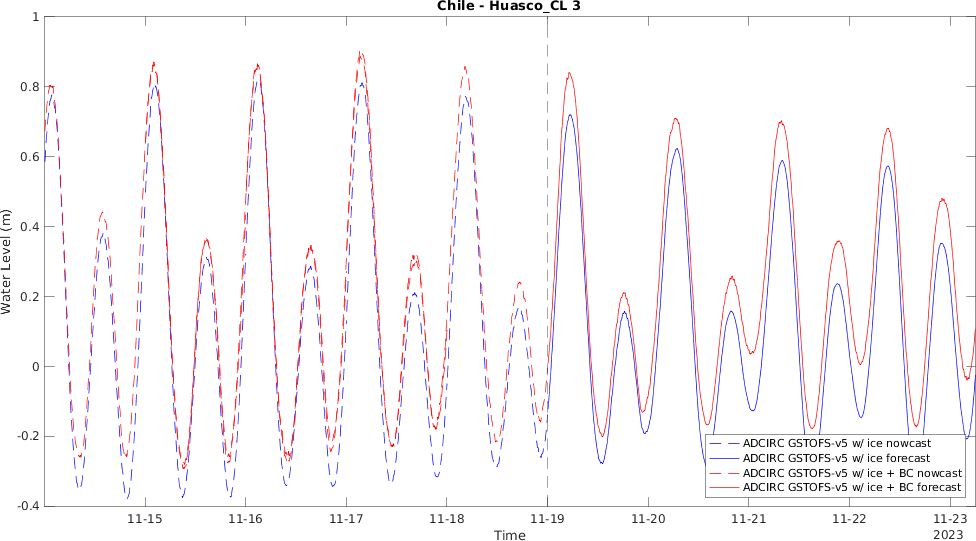 Chile - Huasco_CL 3
1
0.8
0.6
0.4
0.2
0
-0.2
-0.4
Water Level (m)
ADCIRC GSTOFS-v5 w/ ice nowcast
ADCIRC GSTOFS-v5 w/ ice forecast
ADCIRC GSTOFS-v5 w/ ice + BC nowcast
ADCIRC GSTOFS-v5 w/ ice + BC forecast
11-15 11-16 11-17 11-18 11-19 11-20 11-21 11-22 11-23
Time
2023